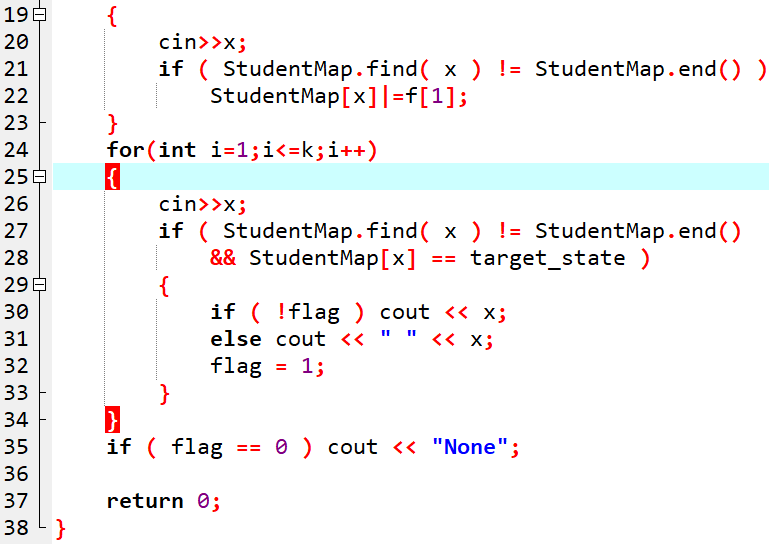 19 {
20 cin>>x;
21 if ( StudentMap.find( x ) != StudentMap.end() )
22 StudentMap[x]|=f[1];
23 }
24 for(int i=1;i<=k;i++)
25 {
26 cin>>x;
27 if ( StudentMap.find( x ) != StudentMap.end()
28 && StudentMap[x] == target_state )
29 {
30 if ( !flag ) cout << x;
31 else cout << " " << x;
32 flag = 1;
33 }
34 }
35 if ( flag == 0 ) cout << "None";
36
37 return 0;
38 }